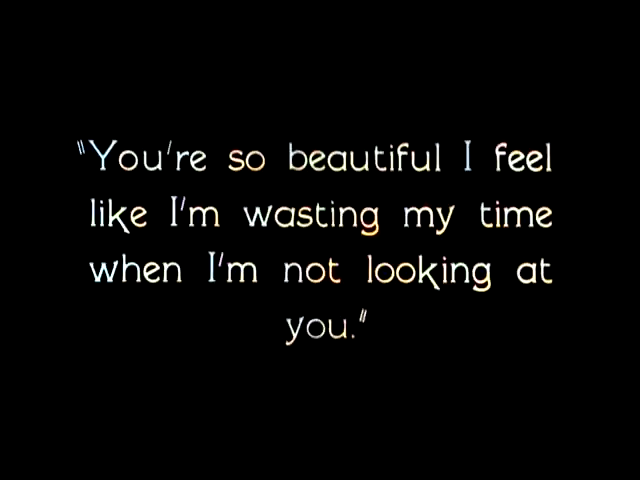 "You're so beautiful I feel
like I'm wasting my time
when I'm not looking at
you."